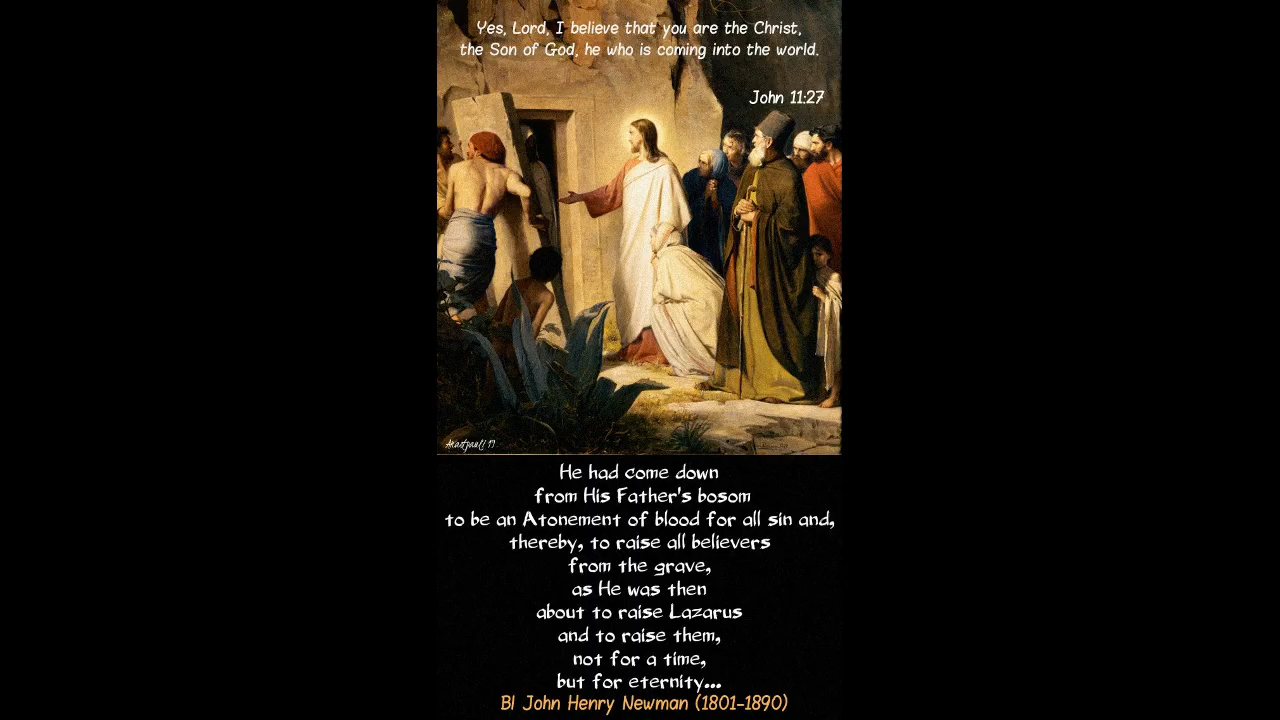 Yes, Lord, I believe that you are the Christ,
the Son of God, he who is coming into the world.
John 11:27
He had come down
from His Father's bosom
to be an Atonement of blood for all sin and,
thereby, to raise all believers
from the grave,
as He was then
about to raise Lazarus
and to raise them,
not for a time,
but for eternity...
Bl John Henry Newman (1801-1890)